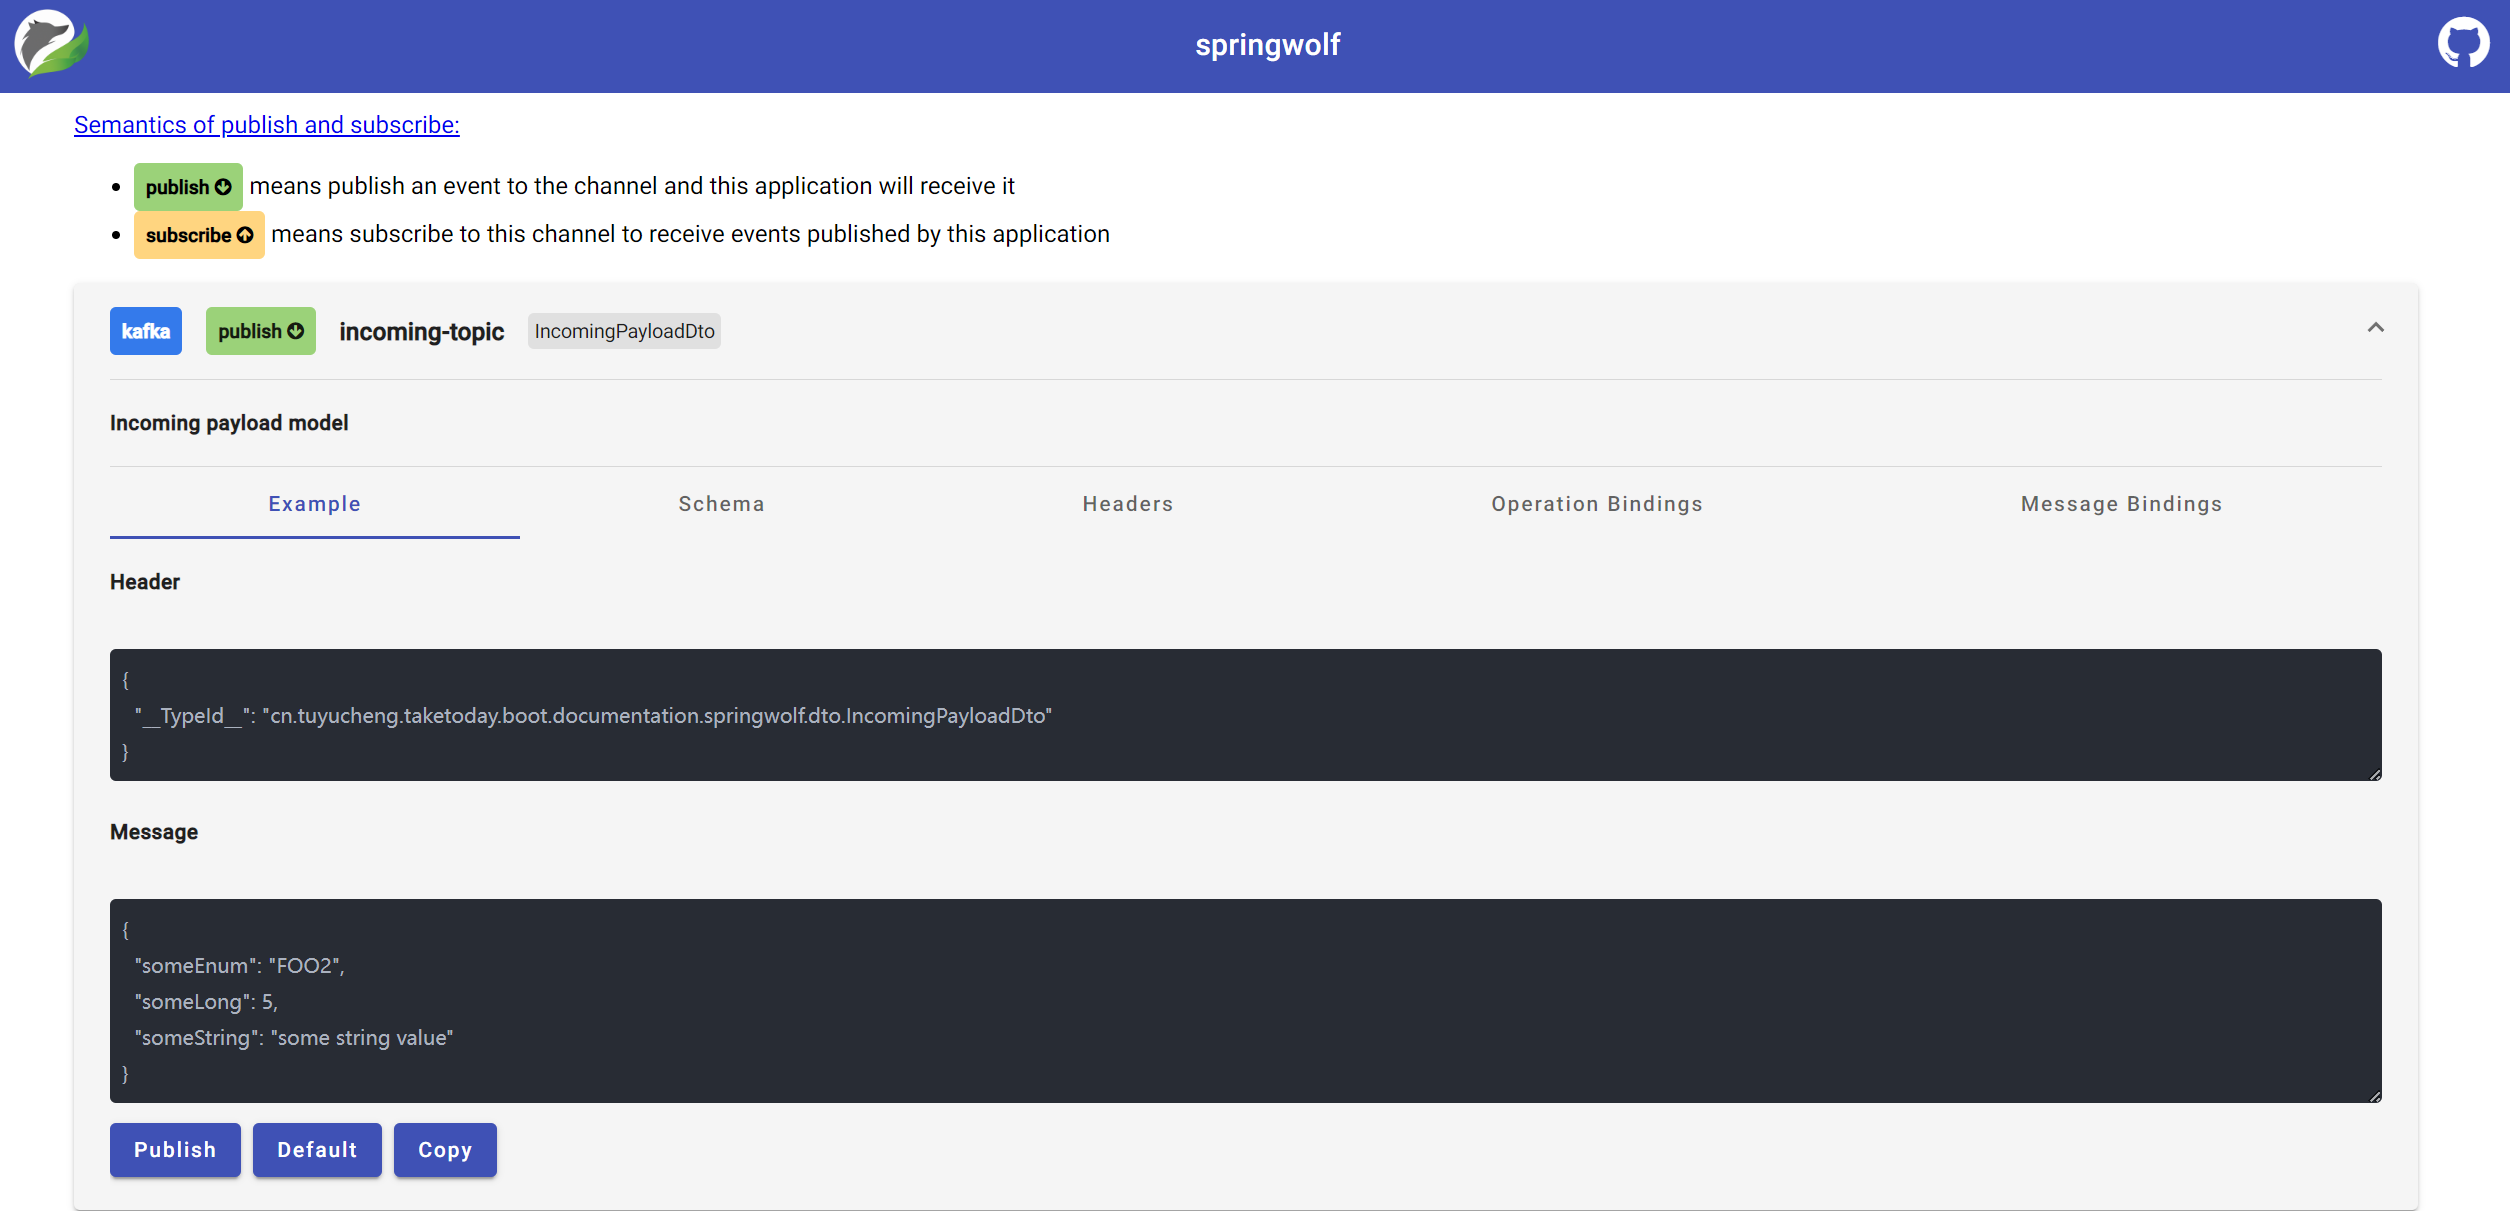 springwolf
Semantics of publish and subscribe:
publish means publish an event to the channel and this application will receive it
subscribe means subscribe to this channel to receive events published by this application
kafka publish incoming-topic IncomingPayloadDto
Incoming payload model
Example Schema Headers Operation Bindings Message Bindings
Header
{
"__TypeId__": "cn.tuyucheng.taketoday.boot.documentation.springwolf.dto.IncomingPayloadDto"
}
Message
{
"someEnum": "FOO2",
"someLong": 5,
"someString": "some string value"
}
Publish Default Copy